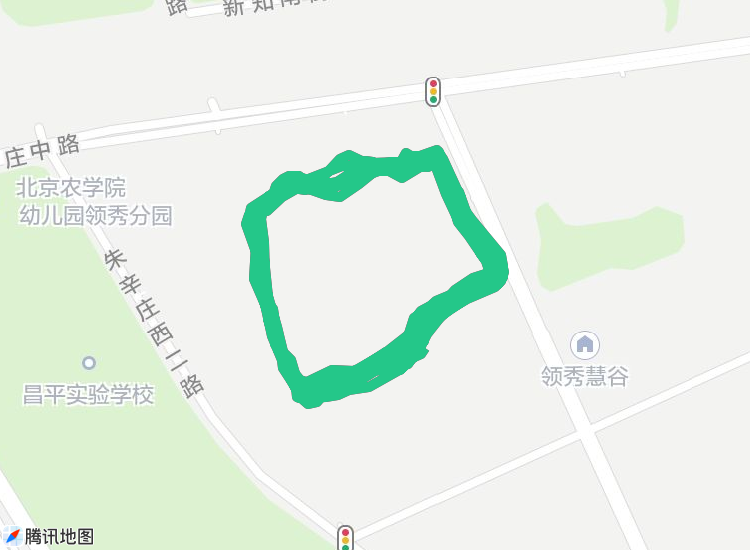 路
新知南
庄中路
北京农学院
幼儿园领秀分园
朱辛庄西二路
昌平实验学校
领秀慧谷
腾讯地图